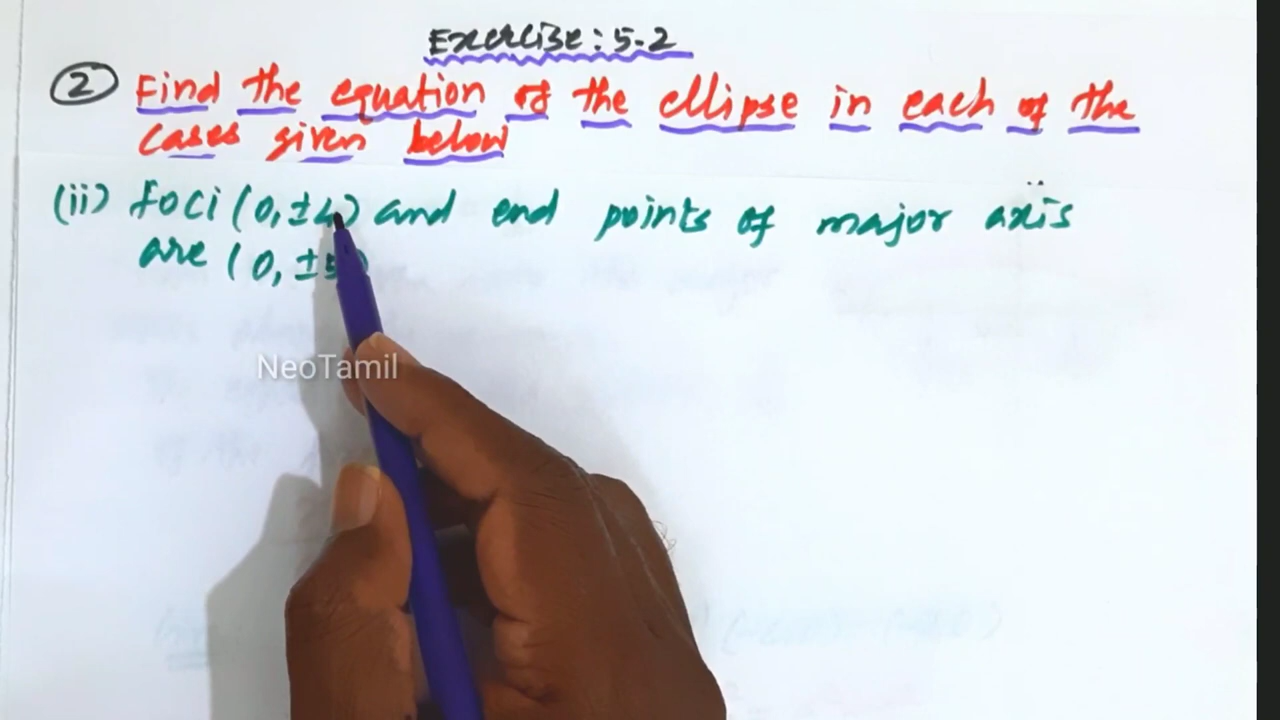 Exercise: 5.2
② Find the equation of the ellipse in each of the
cases given below
(ii) foci (0, ±4) and end points of major axis
are (0, ±5)
NeoTamil